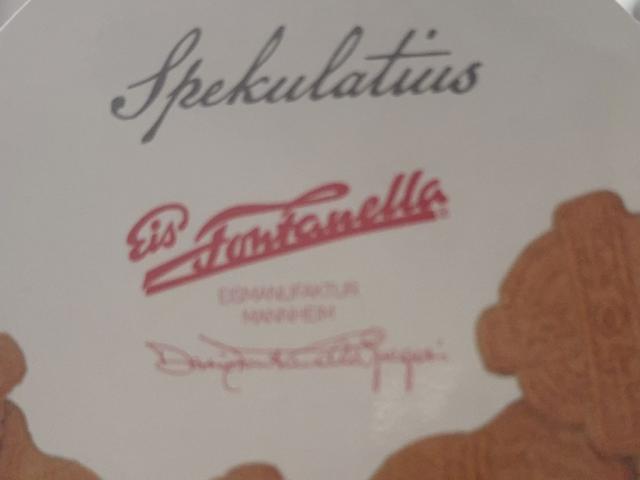 Spekulatius
Eis Fontanella
EISMANUFAKTUR
MANNHEIM